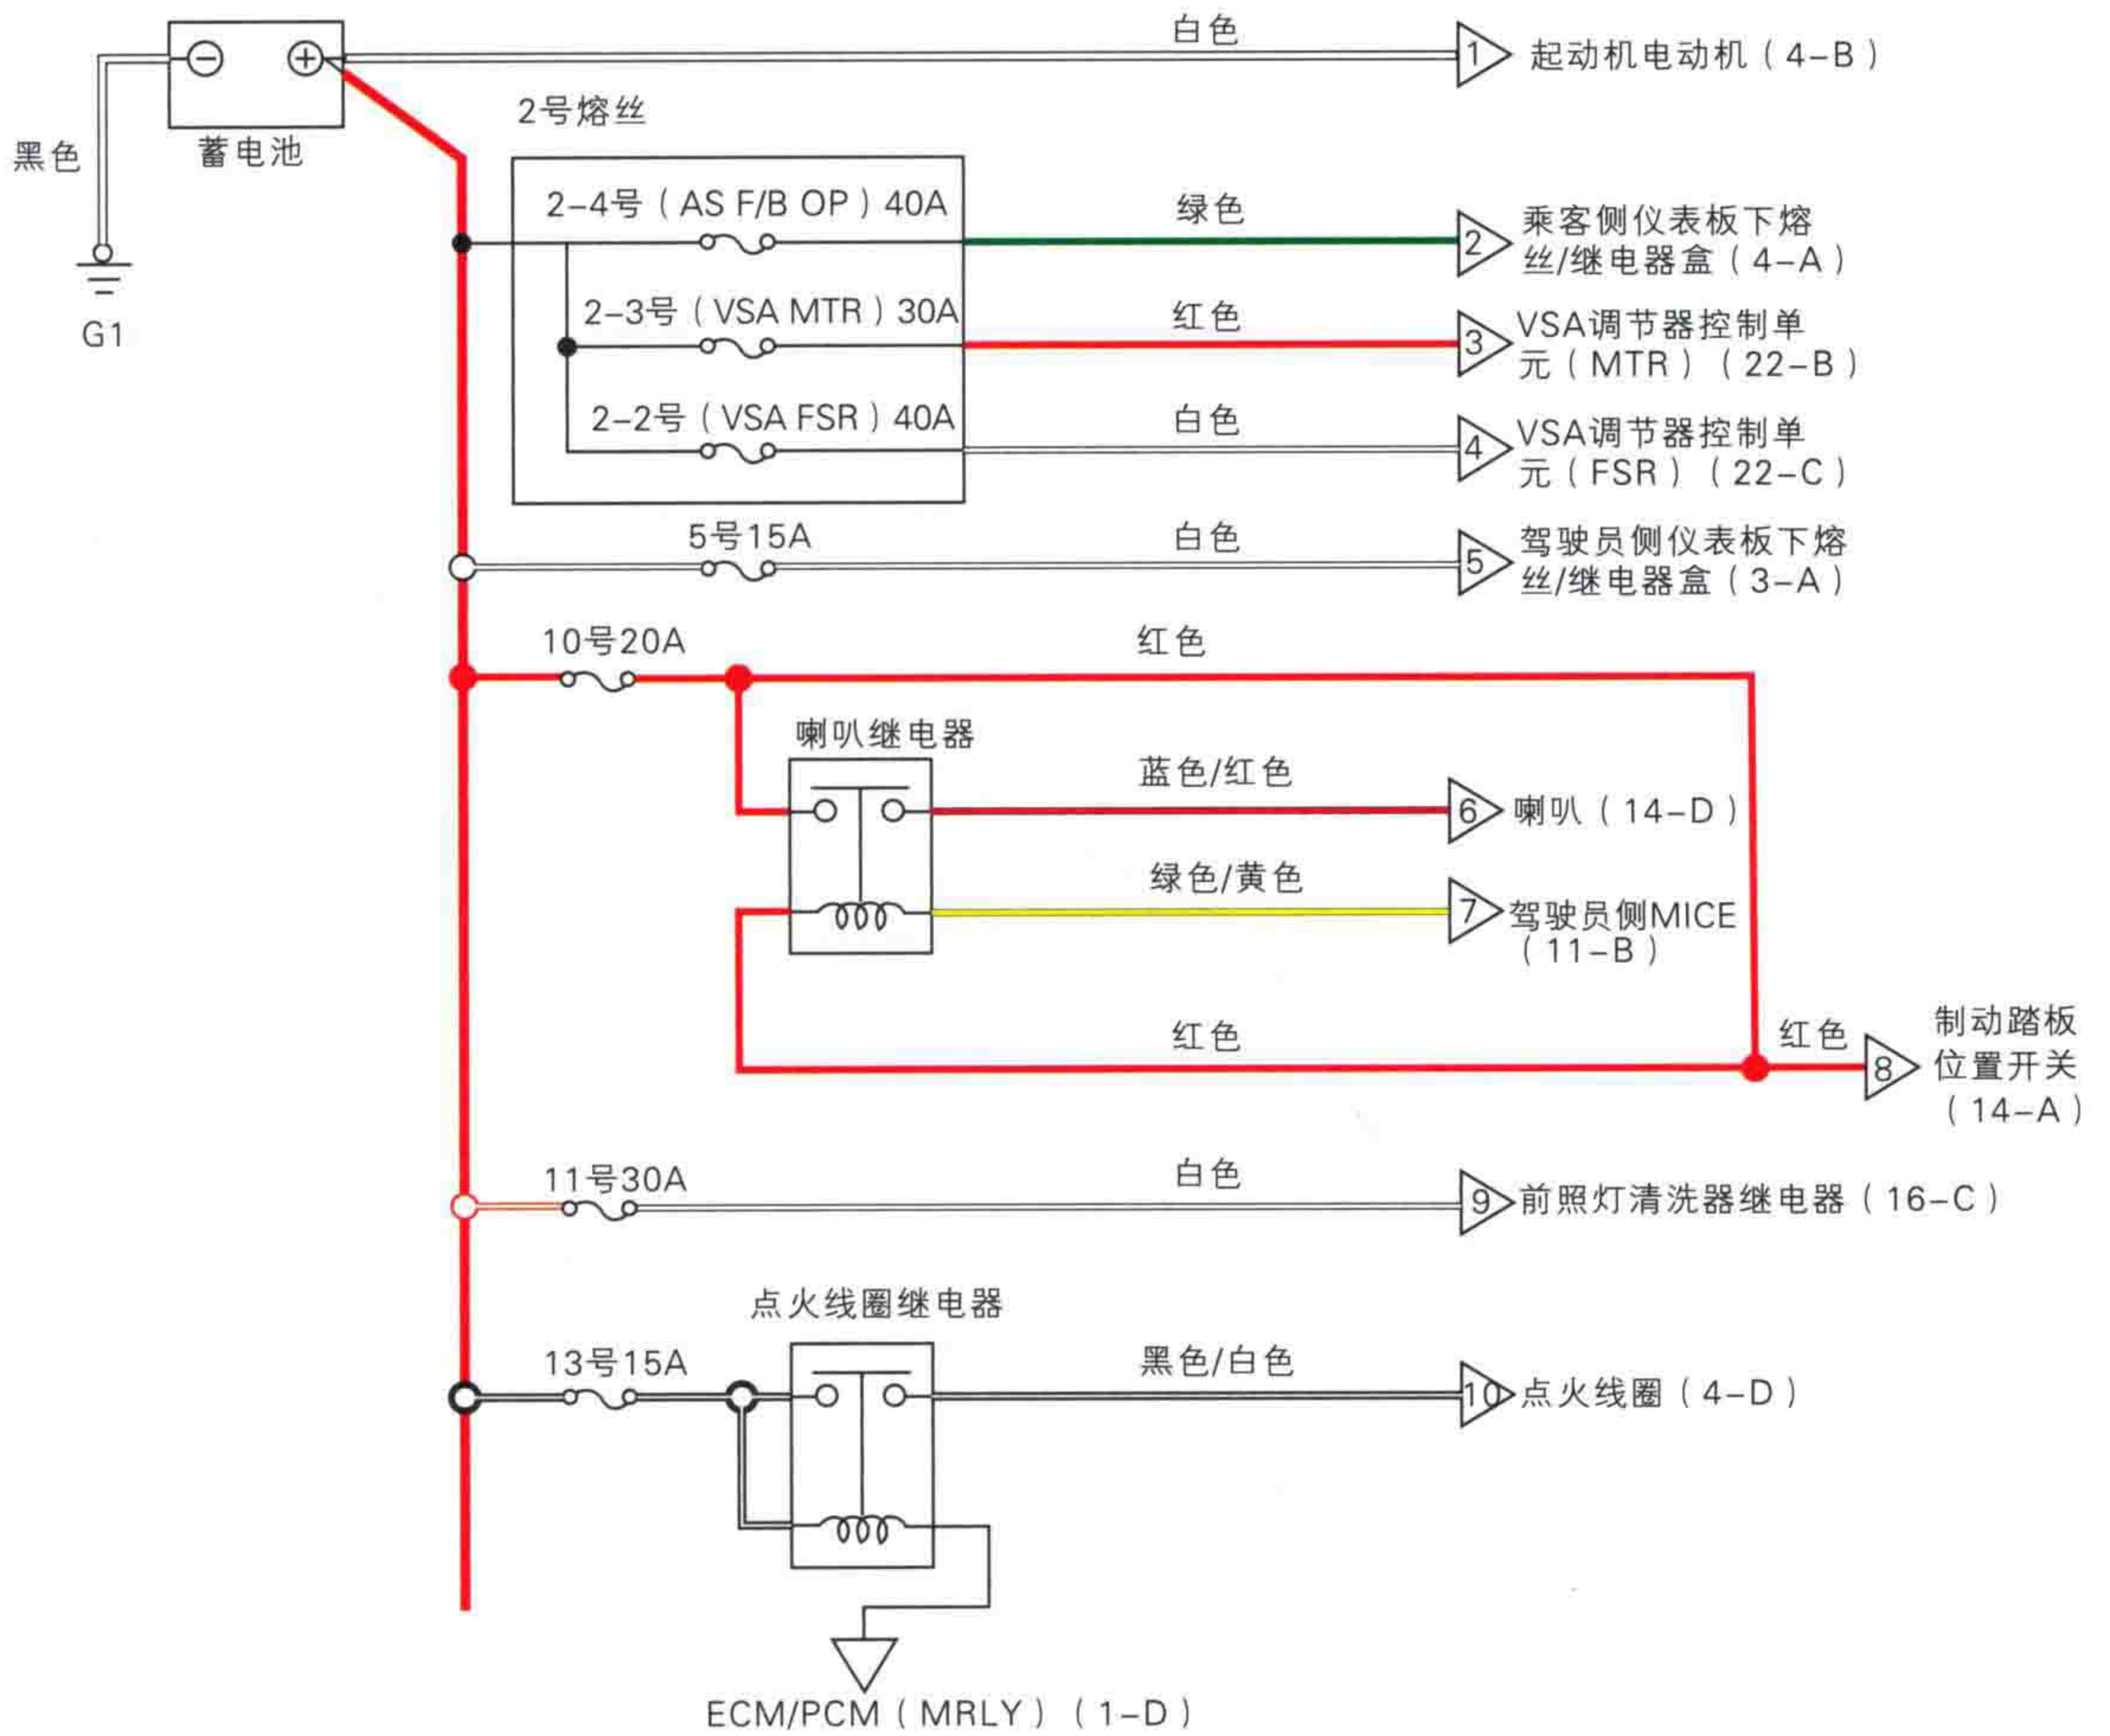 白色
1
起动机电动机（4–B）
黑色
蓄电池
G1
2号熔丝
2–4号（AS F/B OP）40A
绿色
2
乘客侧仪表板下熔
丝/继电器盒（4–A）
2–3号（VSA MTR）30A
红色
3
VSA调节器控制单
元（MTR）（22–B）
2–2号（VSA FSR）40A
白色
4
VSA调节器控制单
元（FSR）（22–C）
5号15A
白色
5
驾驶员侧仪表板下熔
丝/继电器盒（3–A）
10号20A
红色
喇叭继电器
蓝色/红色
6
喇叭（14–D）
绿色/黄色
7
驾驶员侧MICE
（11–B）
红色
红色
8
制动踏板
位置开关
（14–A）
11号30A
白色
9
前照灯清洗器继电器（16–C）
点火线圈继电器
13号15A
黑色/白色
10
点火线圈（4–D）
ECM/PCM（MRLY）（1–D）